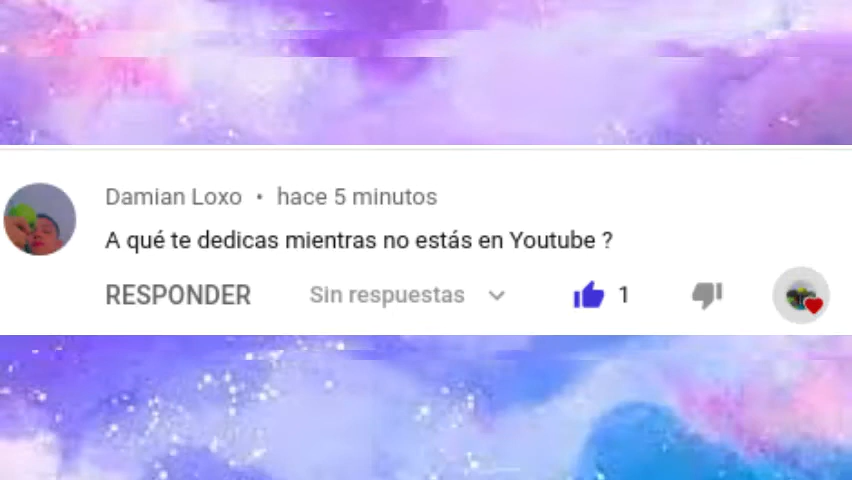 Damian Loxo • hace 5 minutos
A qué te dedicas mientras no estás en Youtube ?
RESPONDER Sin respuestas 1